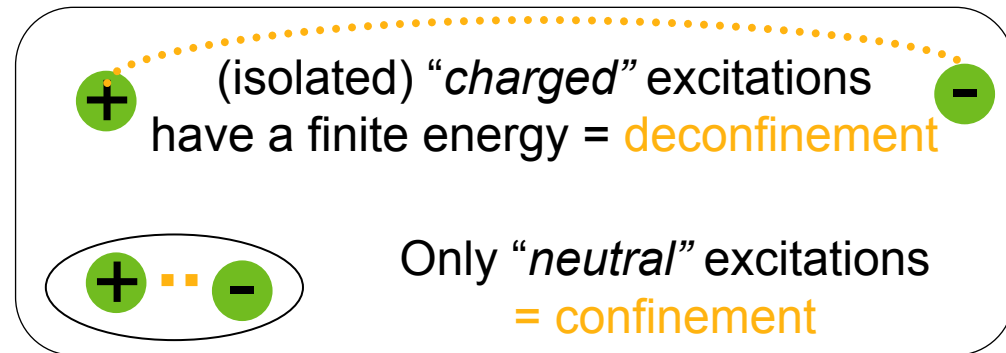 + (isolated) “charged” excitations -
have a finite energy = deconfinement
+ - Only “neutral” excitations
= confinement